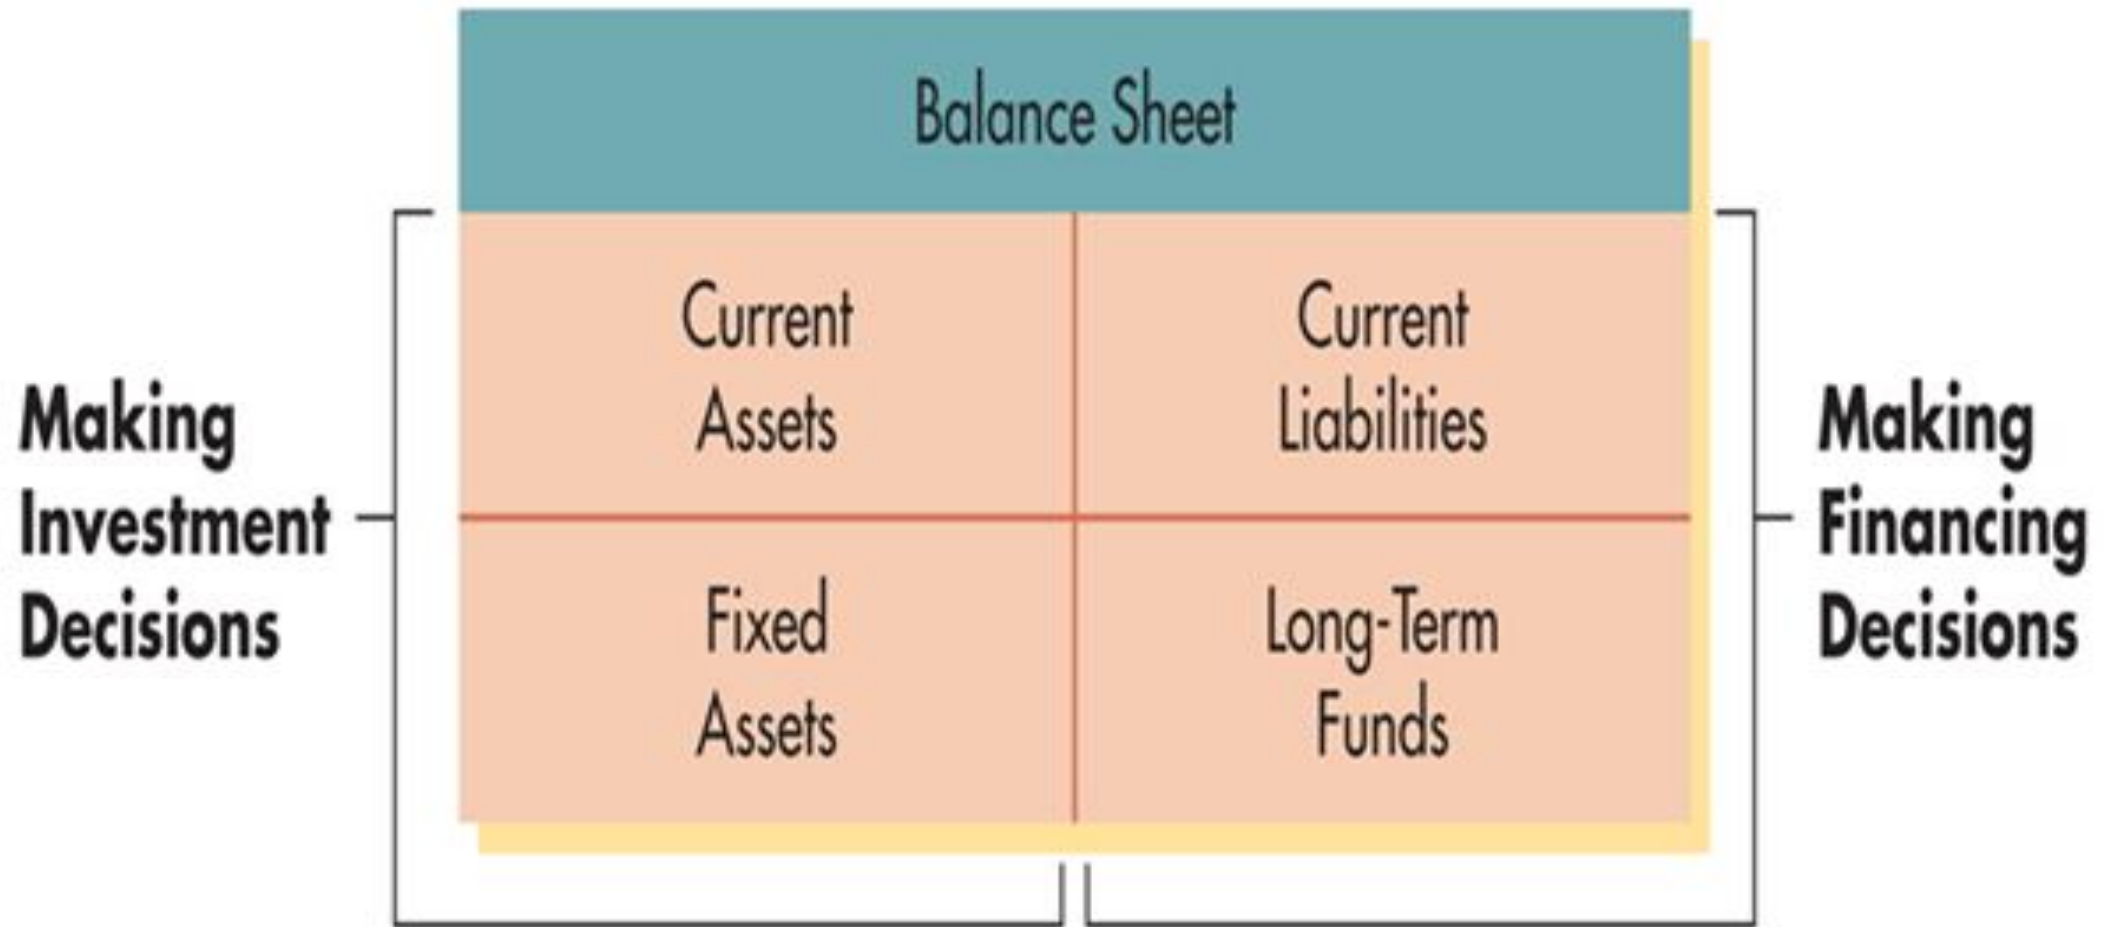 Balance Sheet
Making
Investment
Decisions
Current
Assets
Current
Liabilities
Fixed
Assets
Long-Term
Funds
Making
Financing
Decisions